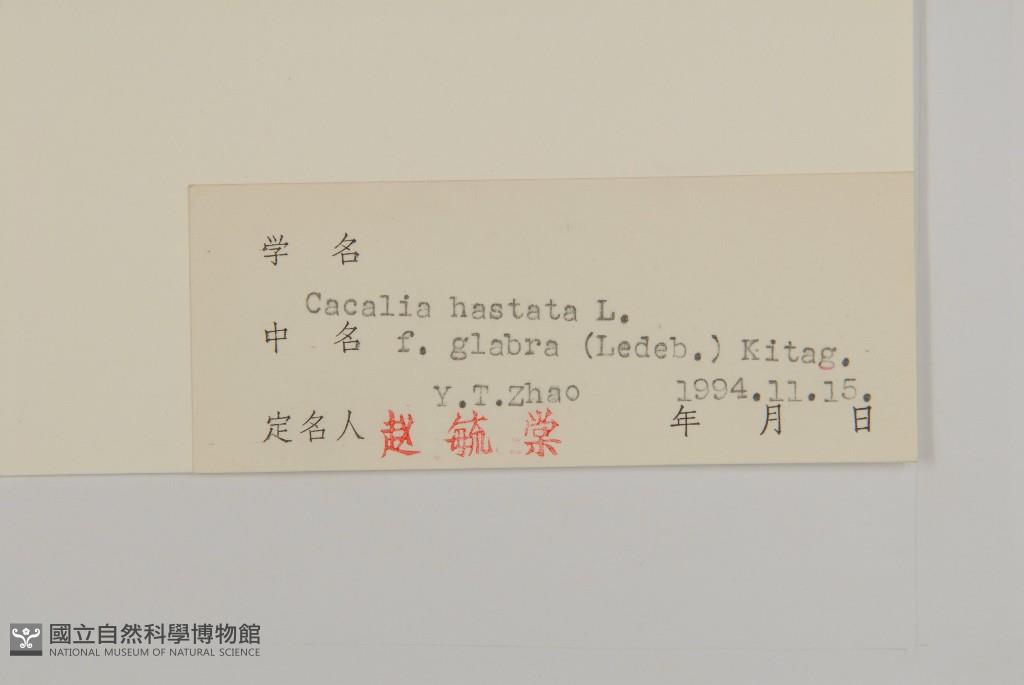 学 名
Cacalia hastata L.
中 名 f. glabra (Ledeb.) Kitag.
Y.T.Zhao 1994.11.15.
定名人 赵 毓 棠 年 月 日
國立自然科學博物館
NATIONAL MUSEUM OF NATURAL SCIENCE